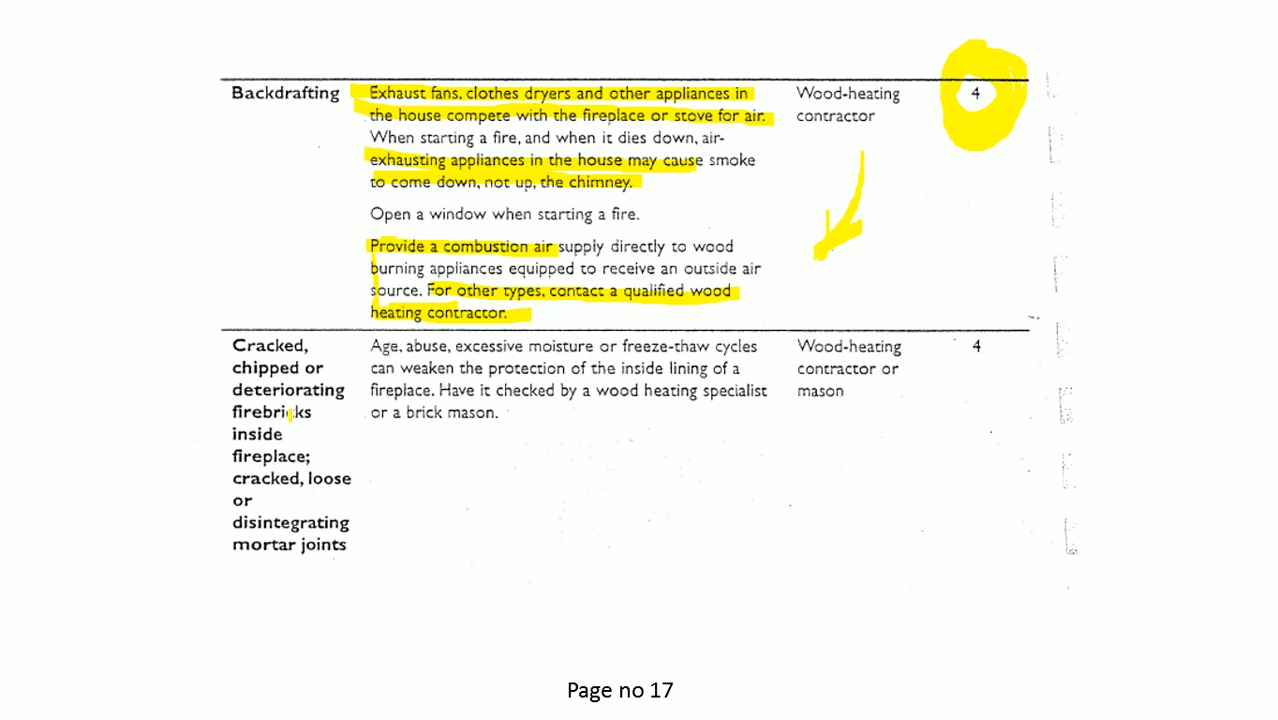 Backdrafting
Exhaust fans, clothes dryers and other appliances in
the house compete with the fireplace or stove for air.
When starting a fire, and when it dies down, air-
exhausting appliances in the house may cause smoke
to come down, not up, the chimney.
Open a window when starting a fire.
Provide a combustion air supply directly to wood
burning appliances equipped to receive an outside air
source. For other types, contact a qualified wood
heating contractor.
Wood-heating
contractor
4
Cracked,
chipped or
deteriorating
firebricks
inside
fireplace;
cracked, loose
or
disintegrating
mortar joints
Age, abuse, excessive moisture or freeze-thaw cycles
can weaken the protection of the inside lining of a
fireplace. Have it checked by a wood heating specialist
or a brick mason.
Wood-heating
contractor or
mason
4
Page no 17